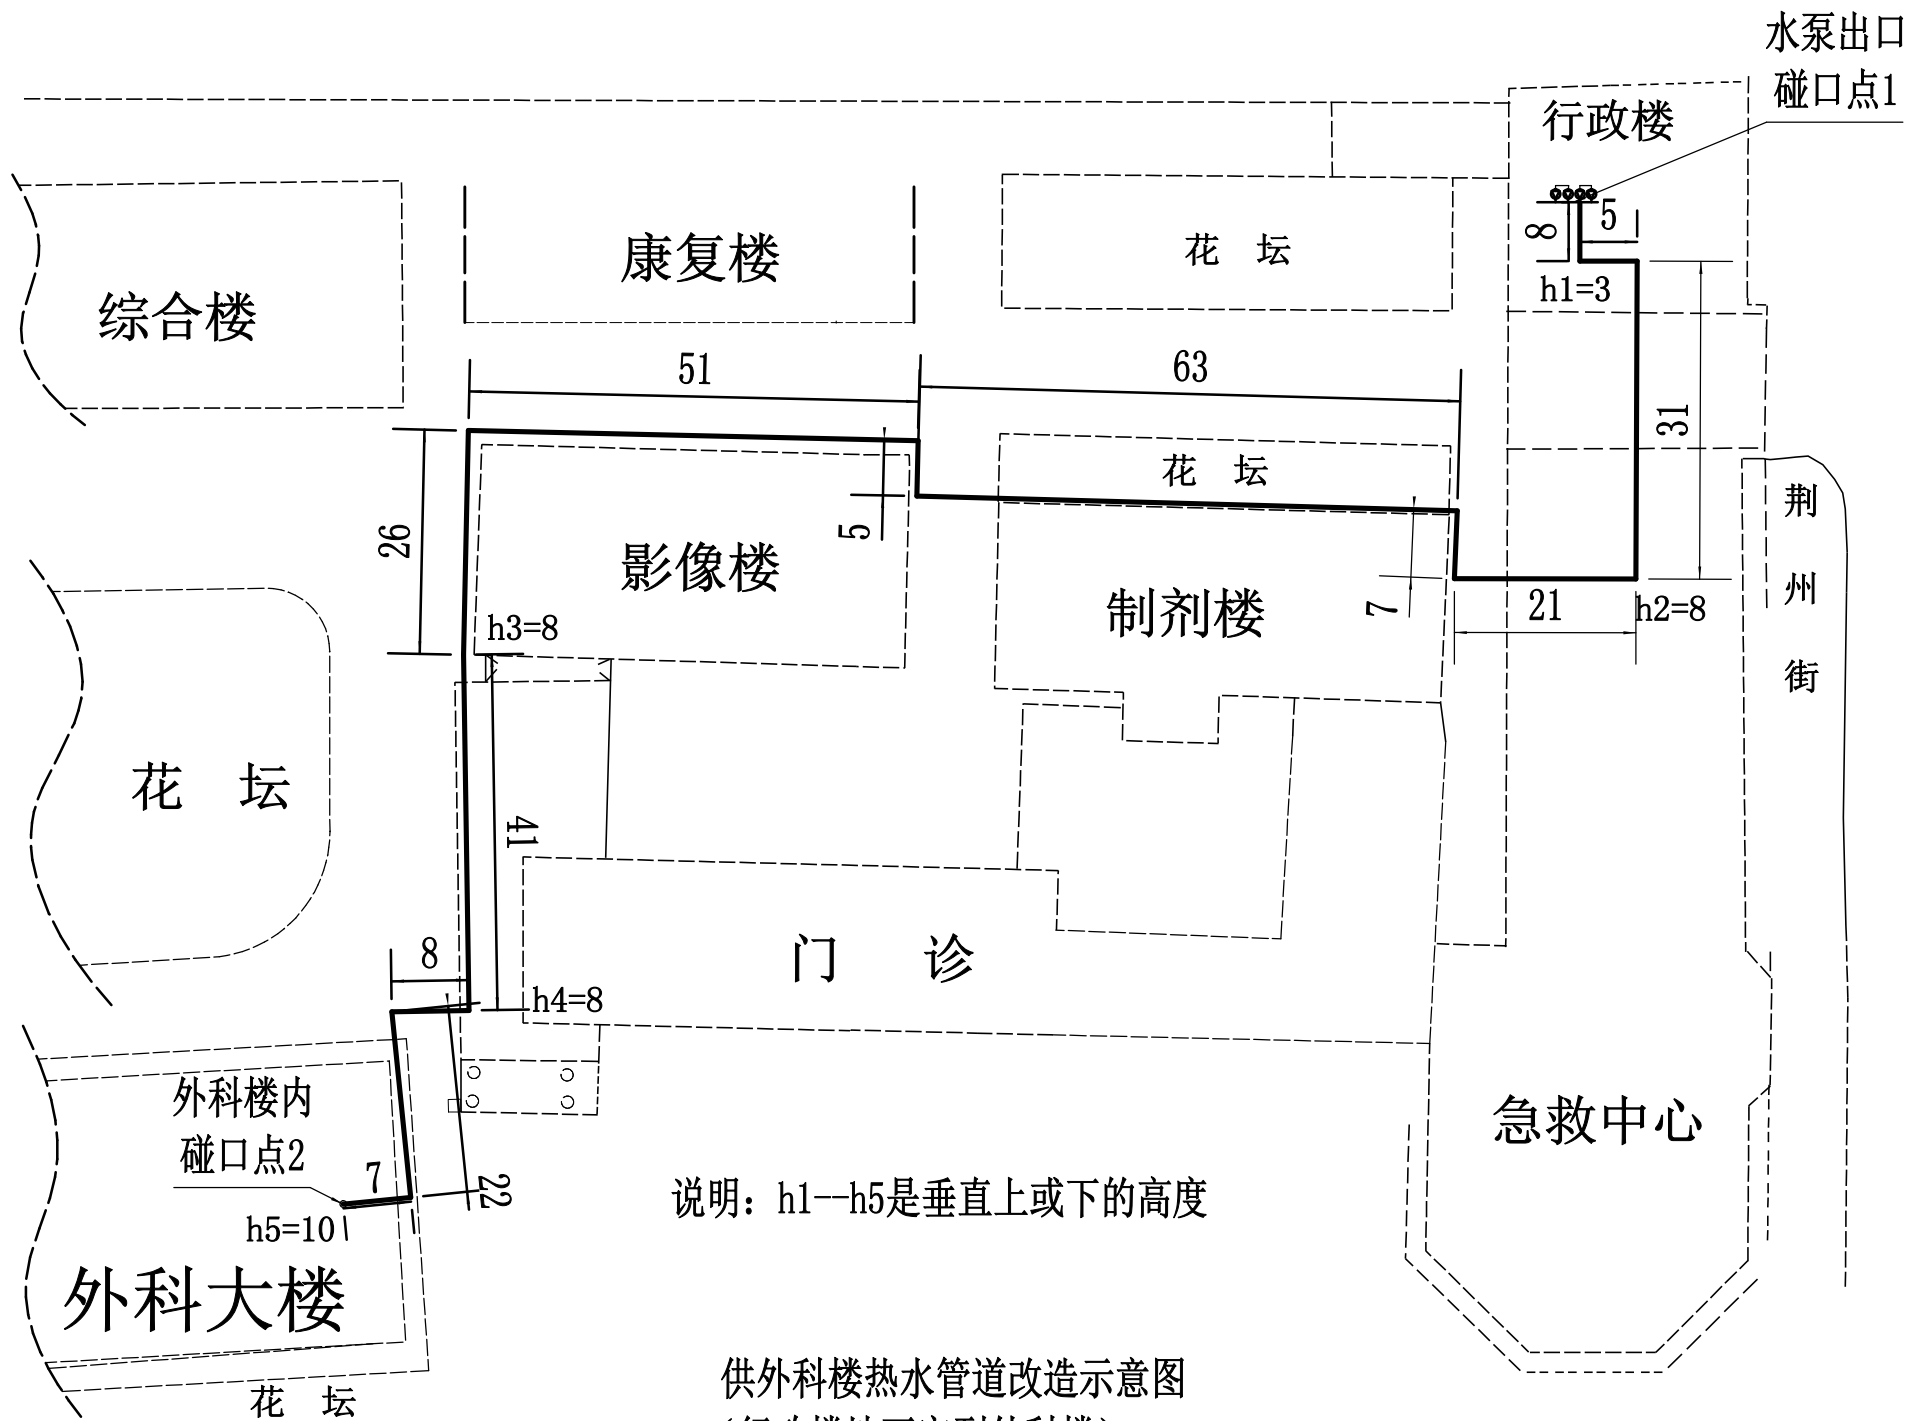 水泵出口
碰口点1
行政楼
8
5
h1=3
康复楼
花 坛
综合楼
51
63
31
花 坛
26
5
影像楼
制剂楼
7
21
h2=8
荆州街
h3=8
花 坛
41
门 诊
8
h4=8
外科楼内
碰口点2
7
22
h5=10
急救中心
说明：h1--h5是垂直上或下的高度
外科大楼
供外科楼热水管道改造示意图
花 坛